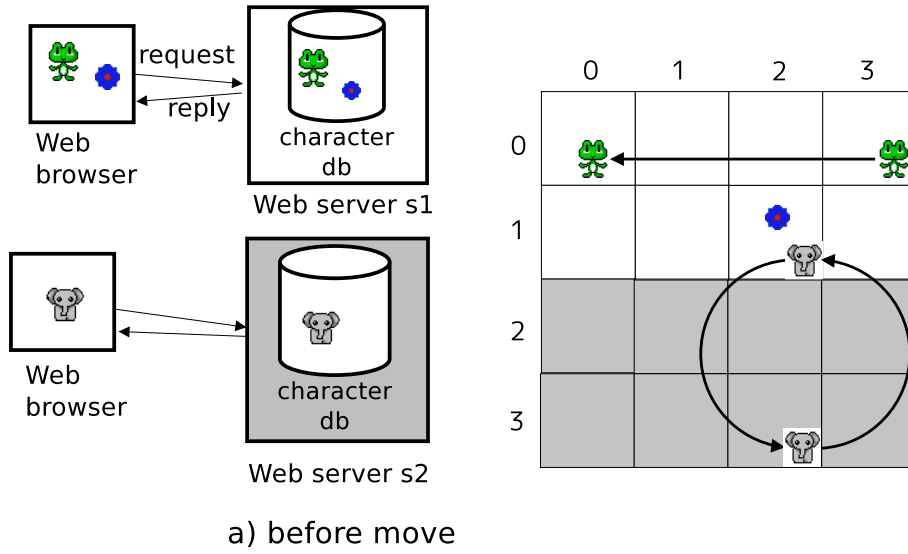 request
reply
Web
browser
character
db
Web server s1
Web
browser
character
db
Web server s2
a) before move
0 1 2 3
0
1
2
3